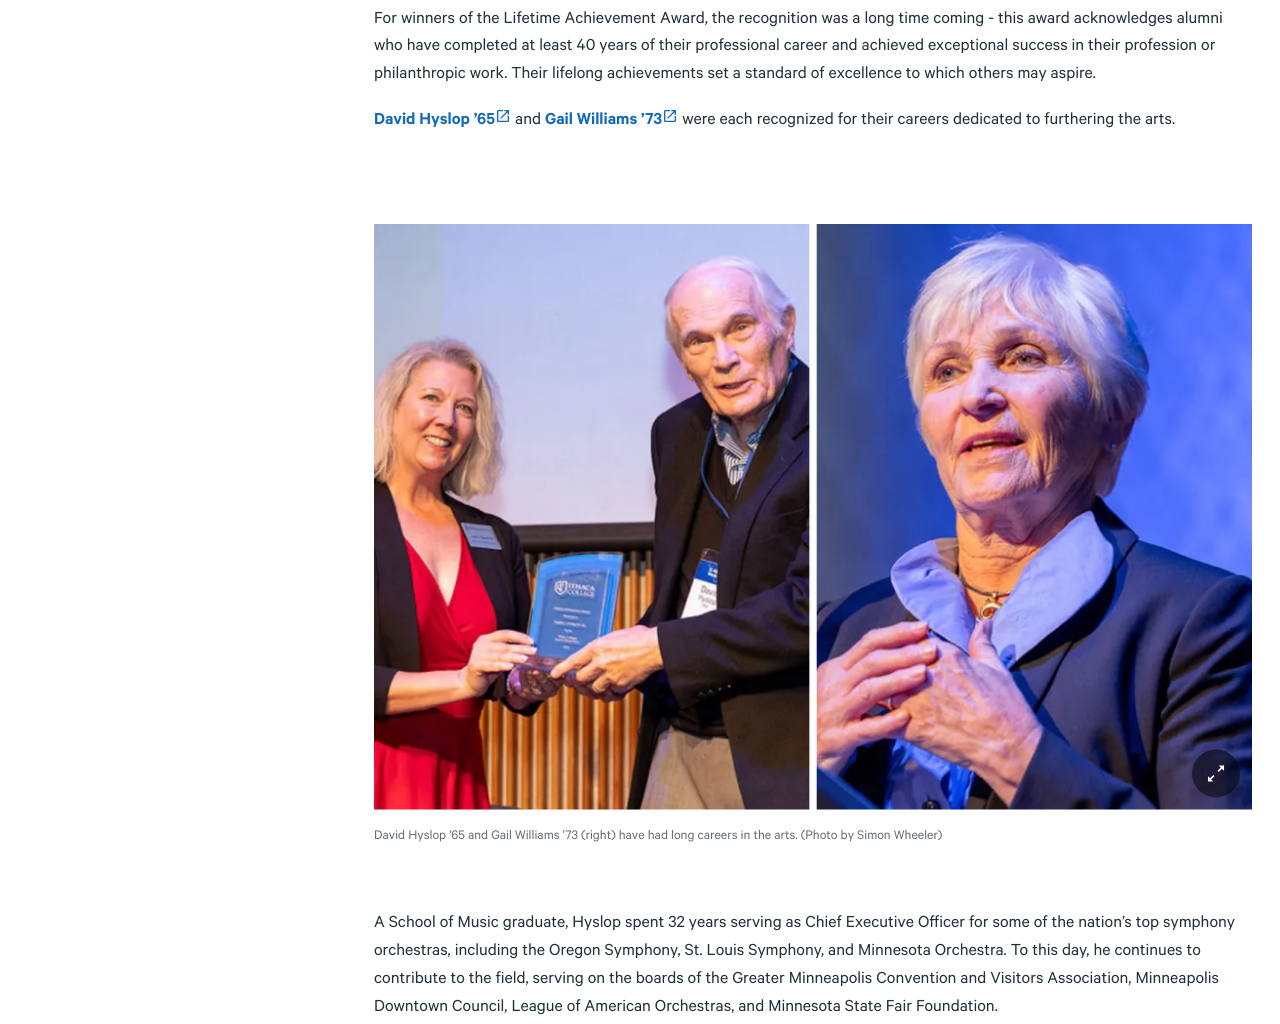 For winners of the Lifetime Achievement Award, the recognition was a long time coming - this award acknowledges alumni
who have completed at least 40 years of their professional career and achieved exceptional success in their profession or
philanthropic work. Their lifelong achievements set a standard of excellence to which others may aspire.
David Hyslop ’65 and Gail Williams ’73 were each recognized for their careers dedicated to furthering the arts.
ITHACA
COLLEGE
David Hyslop ’65 and Gail Williams ’73 (right) have had long careers in the arts. (Photo by Simon Wheeler)
A School of Music graduate, Hyslop spent 32 years serving as Chief Executive Officer for some of the nation’s top symphony
orchestras, including the Oregon Symphony, St. Louis Symphony, and Minnesota Orchestra. To this day, he continues to
contribute to the field, serving on the boards of the Greater Minneapolis Convention and Visitors Association, Minneapolis
Downtown Council, League of American Orchestras, and Minnesota State Fair Foundation.